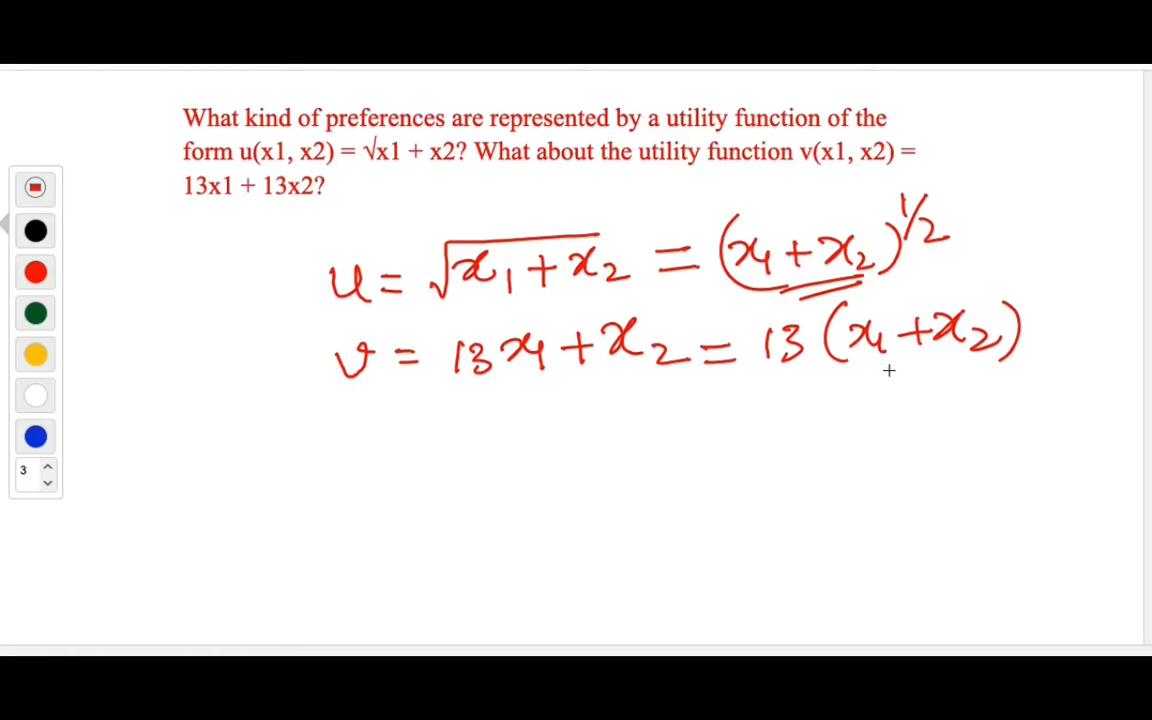 What kind of preferences are represented by a utility function of the
form u(x1, x2) = √x1 + x2? What about the utility function v(x1, x2) =
13x1 + 13x2?
u = √x₁+x₂ = (x₁+x₂)^1/2
v = 13x₁+x₂ = 13(x₁+x₂)
3